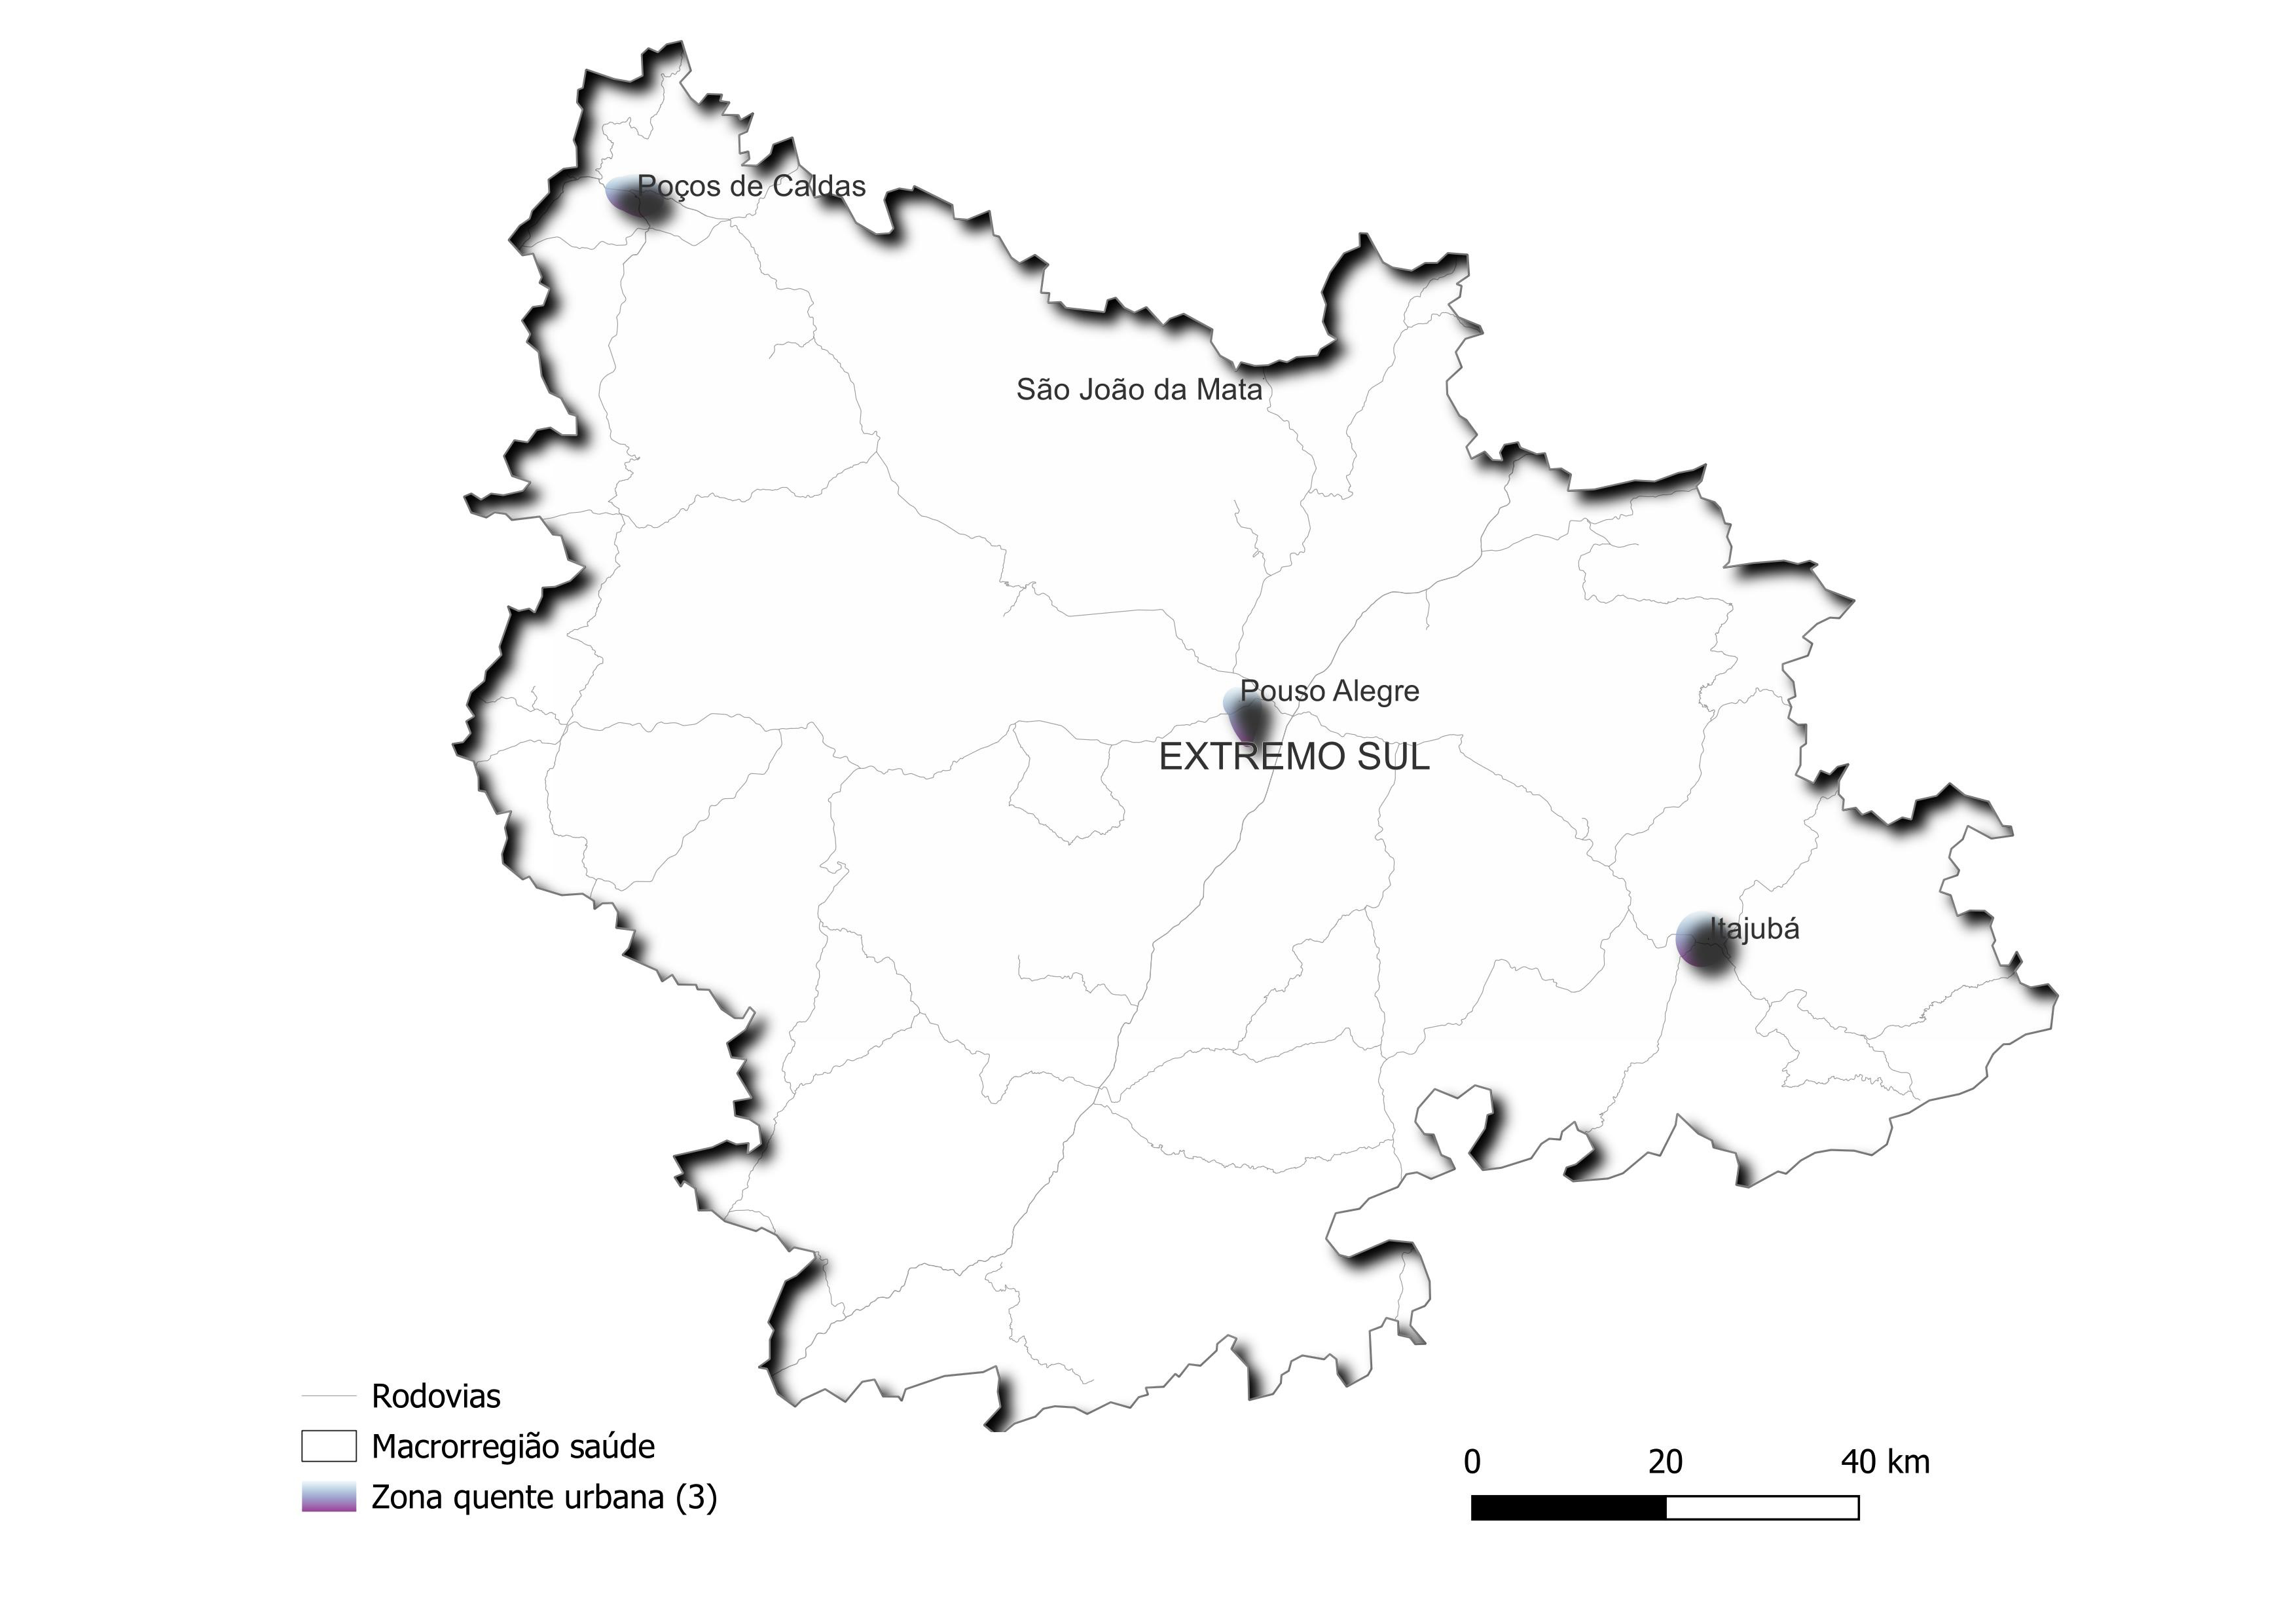 Poços de Caldas
São João da Mata
Pouso Alegre
EXTREMO SUL
Itajubá
Rodovias
Macrorregião saúde
Zona quente urbana (3)
0 20 40 km